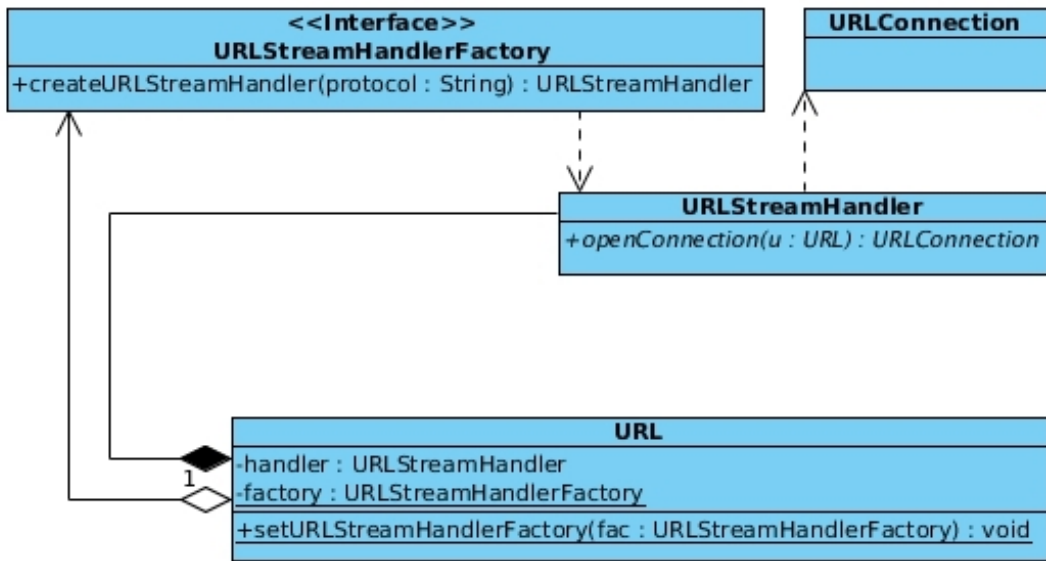 <<Interface>>
URLStreamHandlerFactory
+createURLStreamHandler(protocol : String) : URLStreamHandler
URLConnection
URLStreamHandler
+openConnection(u : URL) : URLConnection
URL
-handler : URLStreamHandler
1
-factory : URLStreamHandlerFactory
+setURLStreamHandlerFactory(fac : URLStreamHandlerFactory) : void